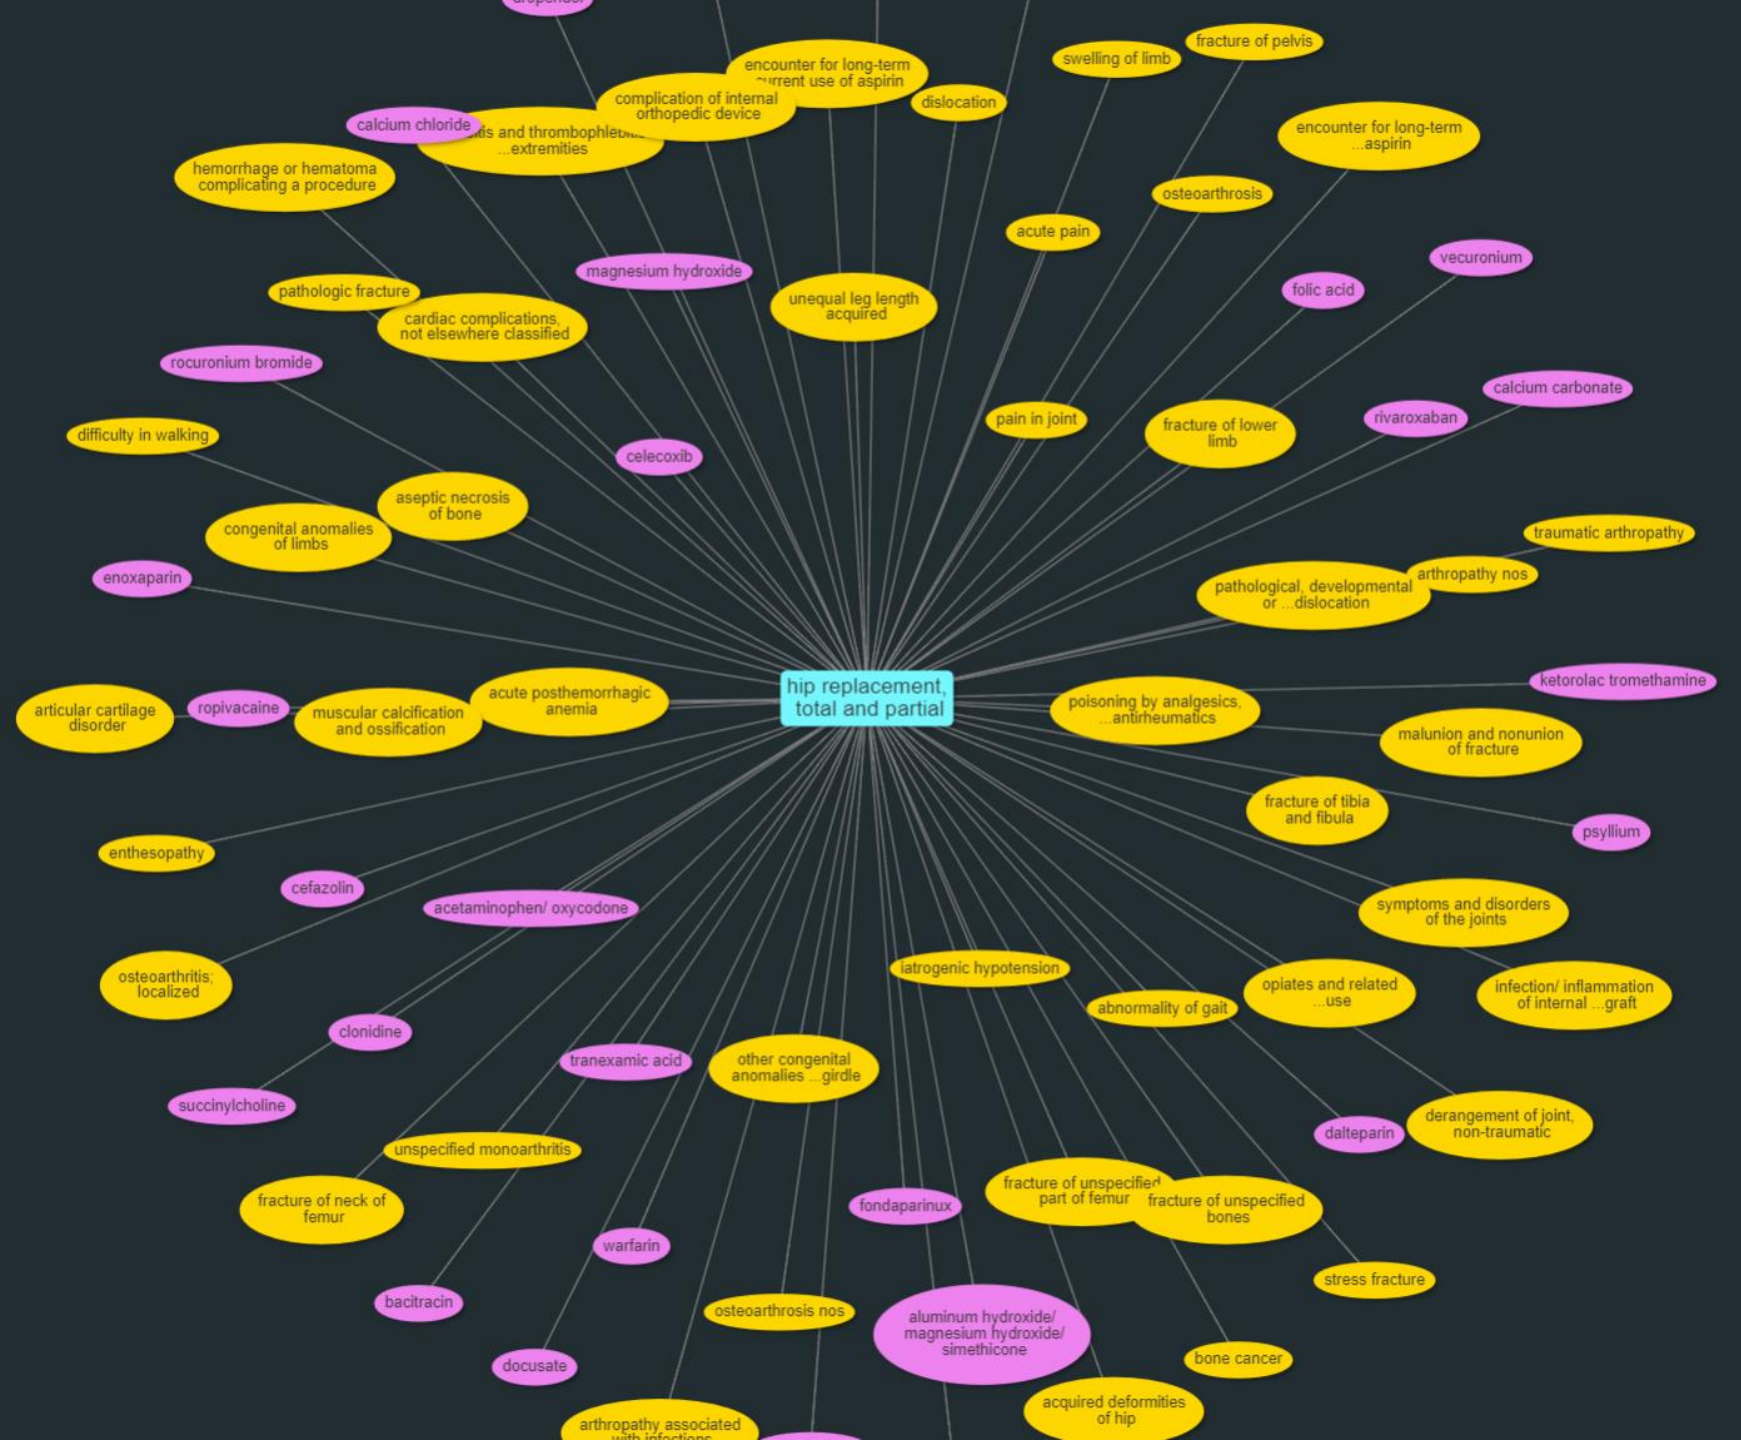 droperidol
encounter for long-term
current use of aspirin
swelling of limb
fracture of pelvis
complication of internal
orthopedic device
dislocation
calcium chloride
and thrombophlebitis
...extremities
encounter for long-term
...aspirin
hemorrhage or hematoma
complicating a procedure
osteoarthrosis
acute pain
magnesium hydroxide
vecuronium
folic acid
pathologic fracture
unequal leg length
acquired
cardiac complications,
not elsewhere classified
rocuronium bromide
calcium carbonate
rivaroxaban
pain in joint
fracture of lower
limb
difficulty in walking
celecoxib
aseptic necrosis
of bone
congenital anomalies
of limbs
traumatic arthropathy
enoxaparin
arthropathy nos
pathological, developmental
or ...dislocation
hip replacement,
total and partial
ketorolac tromethamine
acute posthemorrhagic
anemia
poisoning by analgesics,
...antirheumatics
articular cartilage
disorder
ropivacaine
muscular calcification
and ossification
malunion and nonunion
of fracture
fracture of tibia
and fibula
psyllium
enthesopathy
cefazolin
acetaminophen/ oxycodone
symptoms and disorders
of the joints
osteoarthritis;
localized
iatrogenic hypotension
opiates and related
...use
infection/ inflammation
of internal ...graft
abnormality of gait
clonidine
tranexamic acid
other congenital
anomalies ...girdle
succinylcholine
derangement of joint,
non-traumatic
dalteparin
unspecified monoarthritis
fracture of neck of
femur
fondaparinux
fracture of unspecified
part of femur
fracture of unspecified
bones
warfarin
stress fracture
bacitracin
osteoarthrosis nos
aluminum hydroxide/
magnesium hydroxide/
simethicone
bone cancer
docusate
acquired deformities
of hip
arthropathy associated
with infections